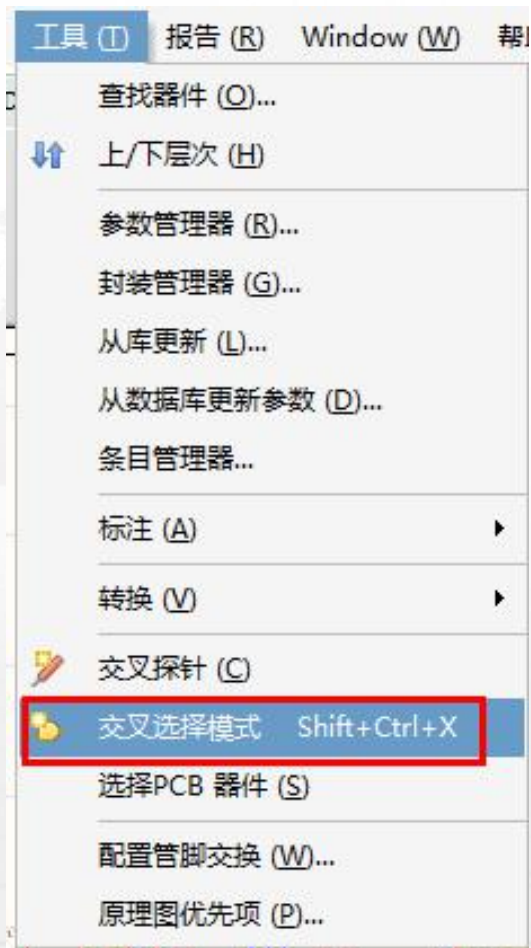 工具 (T) 报告 (R) Window (W)
查找器件 (O)...
上/下层次 (H)
参数管理器 (R)...
封装管理器 (G)...
从库更新 (L)...
从数据库更新参数 (D)...
条目管理器...
标注 (A)
转换 (V)
交叉探针 (C)
交叉选择模式 Shift+Ctrl+X
选择PCB 器件 (S)
配置管脚交换 (W)...
原理图优先项 (P)...